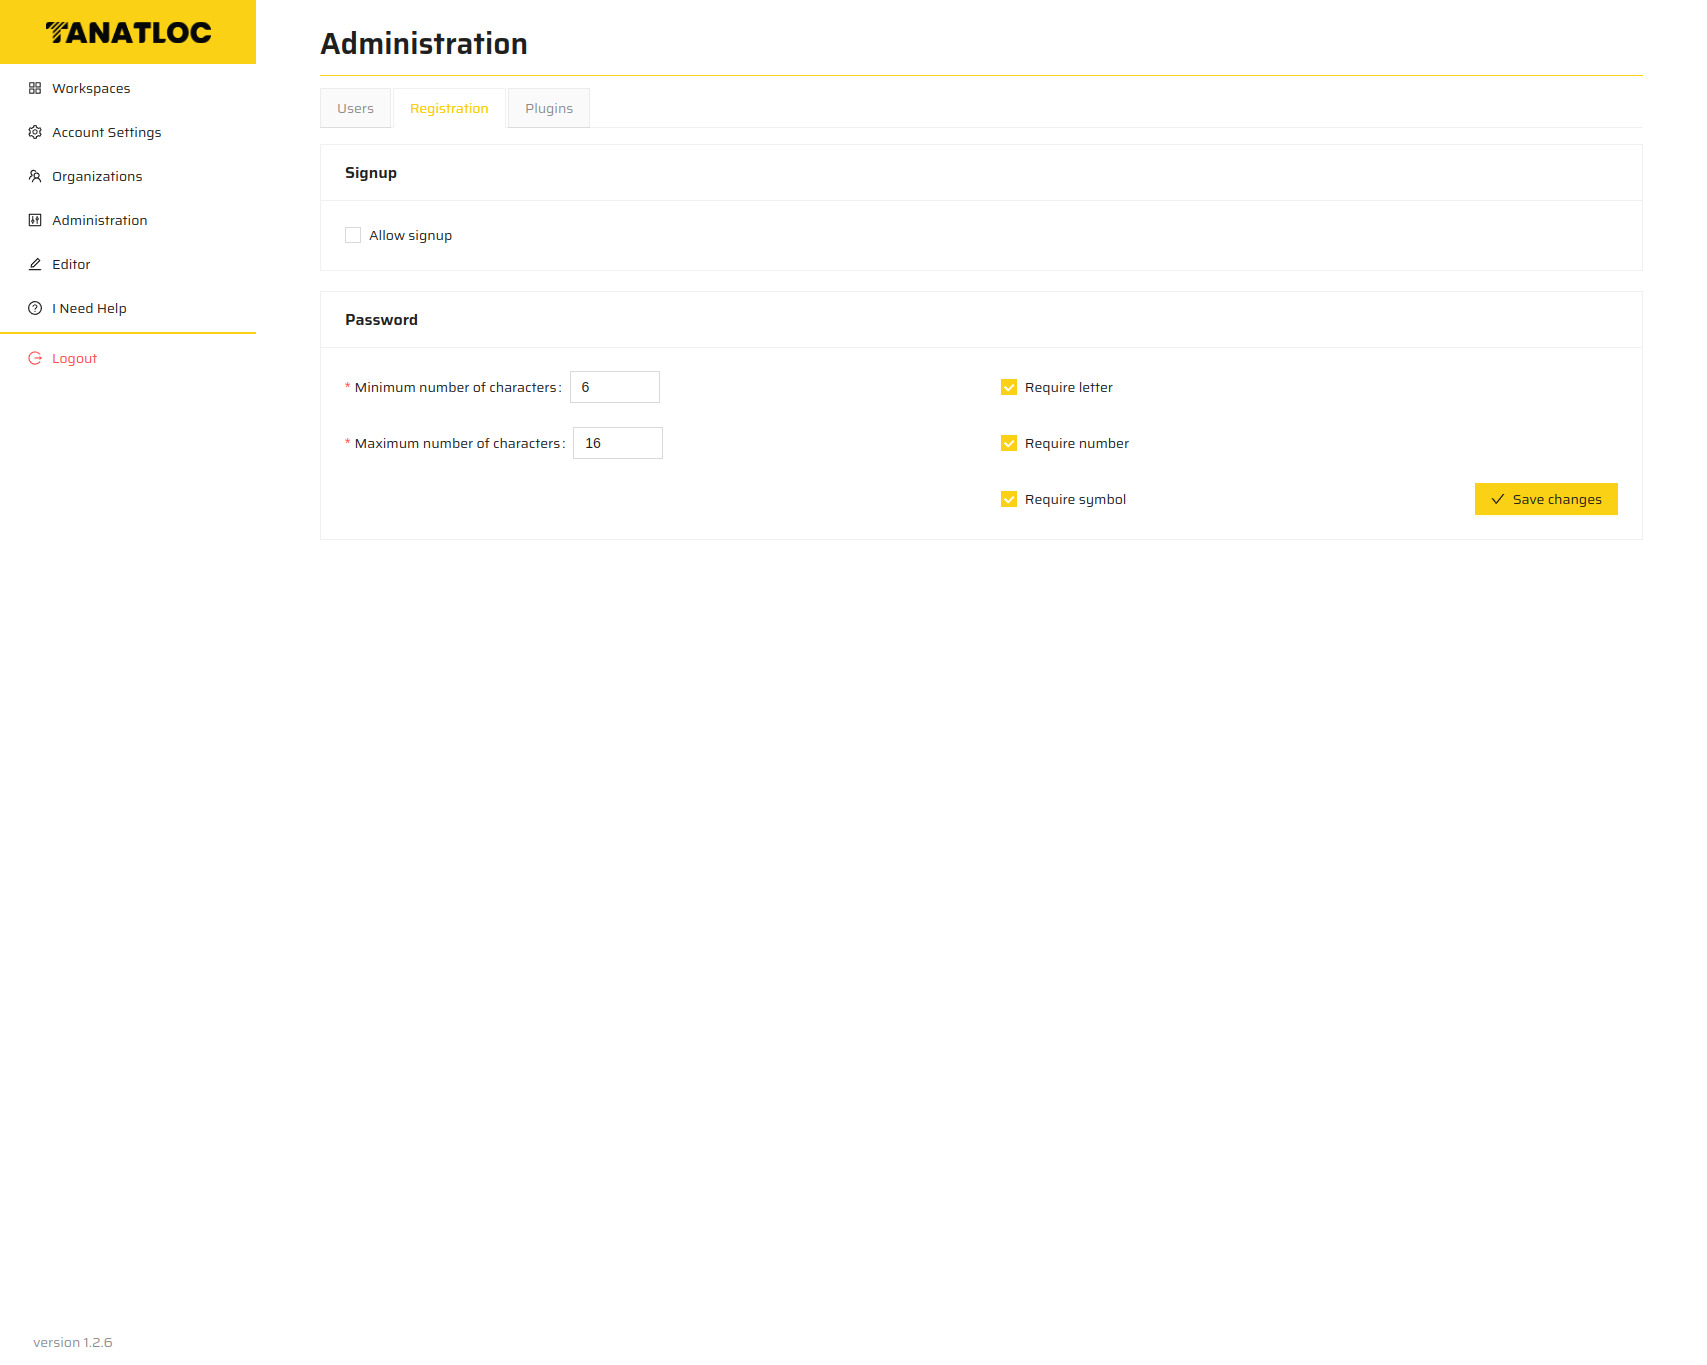 TANATLOC
Workspaces
Account Settings
Organizations
Administration
Editor
I Need Help
Logout
version 1.2.6
Administration
Users
Registration
Plugins
Signup
Allow signup
Password
* Minimum number of characters: 6
* Maximum number of characters: 16
Require letter
Require number
Require symbol
Save changes